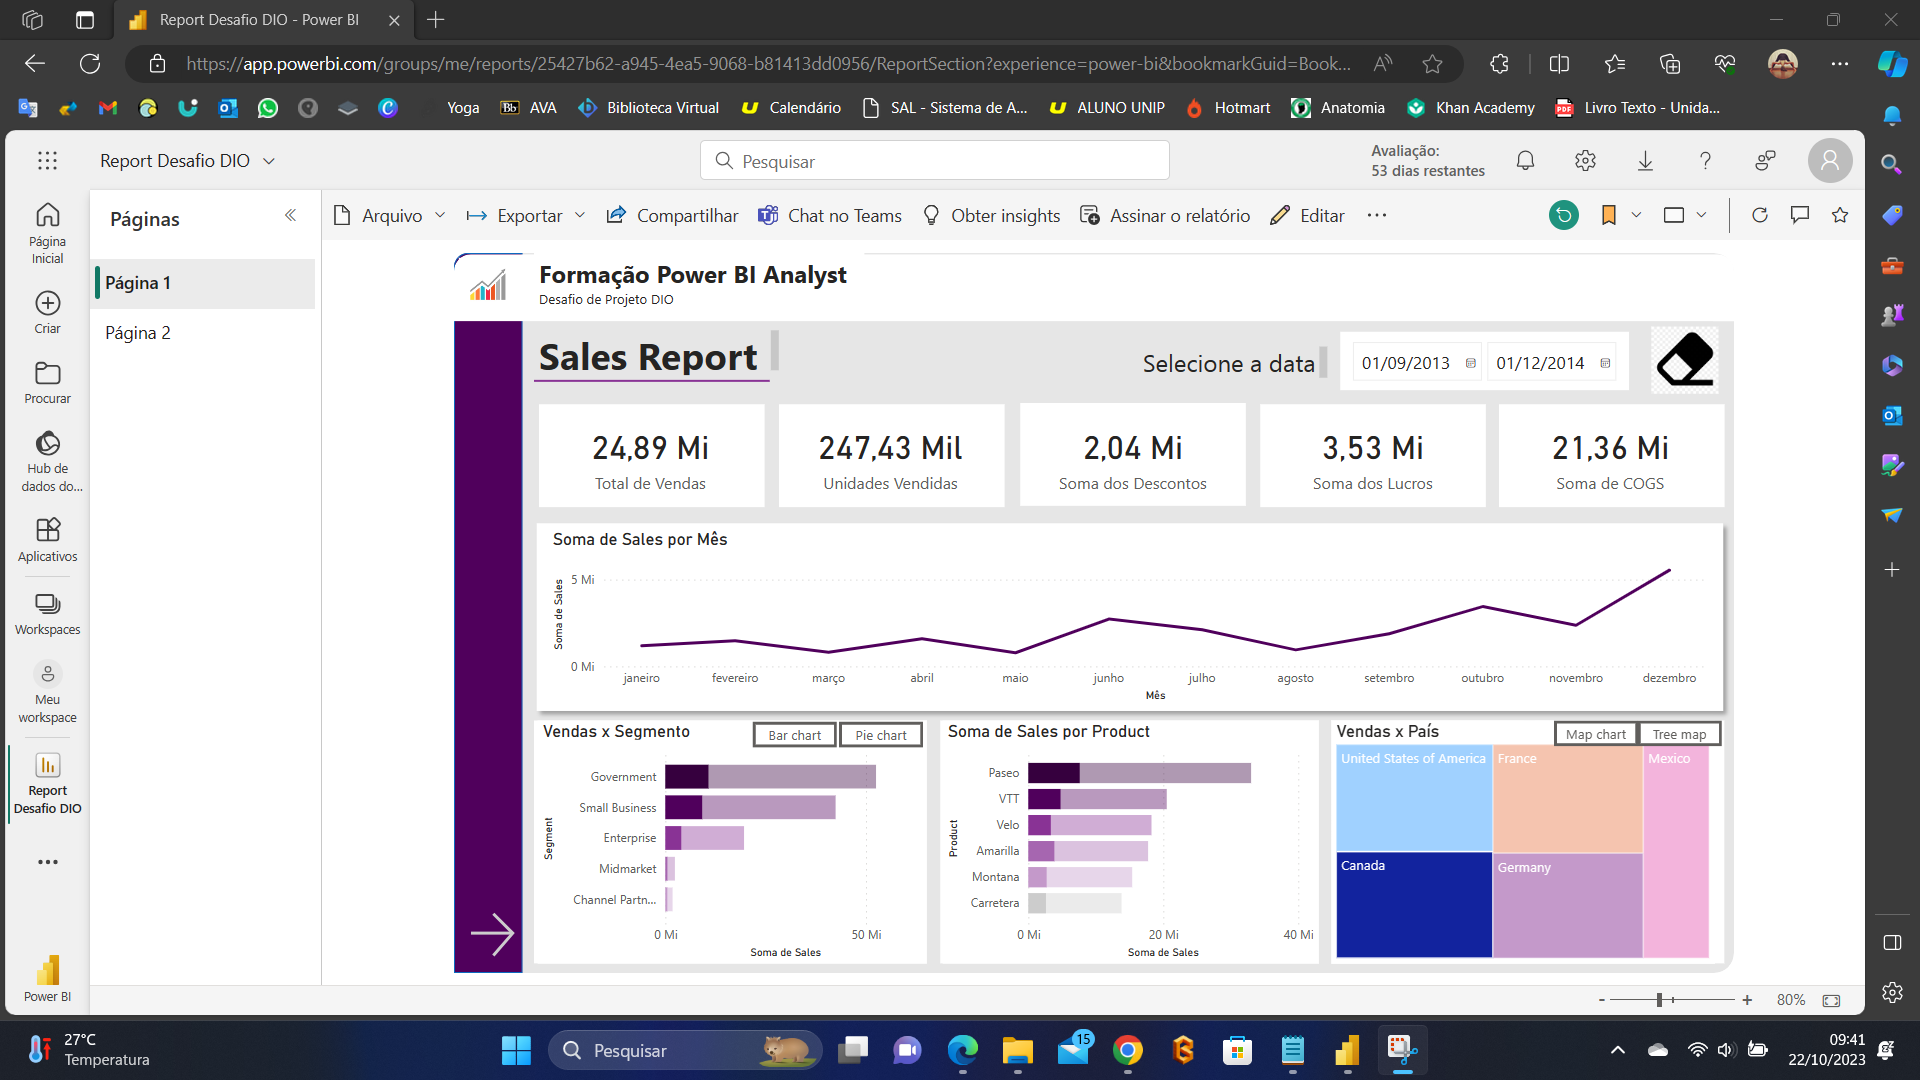 Report Desafio DIO - Power BI
https://app.powerbi.com/groups/me/reports/25427b62-a945-4ea5-9068-b81413dd0956/ReportSection?experience=power-bi&bookmarkGuid=Book...
Yoga
Bb AVA
Biblioteca Virtual
Calendário
SAL - Sistema de A...
ALUNO UNIP
Hotmart
Anatomia
Khan Academy
PDF Livro Texto - Unida...
Report Desafio DIO
Pesquisar
Avaliação:
53 dias restantes
Página
Inicial
Criar
Procurar
Hub de
dados do...
Aplicativos
Workspaces
Meu
workspace
Report
Desafio DIO
Power BI
Páginas
Página 1
Página 2
Arquivo
Exportar
Compartilhar
Chat no Teams
Obter insights
Assinar o relatório
Editar
Formação Power BI Analyst
Desafio de Projeto DIO
Sales Report
Selecione a data
01/09/2013
01/12/2014
24,89 Mi
Total de Vendas
247,43 Mil
Unidades Vendidas
2,04 Mi
Soma dos Descontos
3,53 Mi
Soma dos Lucros
21,36 Mi
Soma de COGS
Soma de Sales por Mês
Soma de Sales
5 Mi
0 Mi
janeiro
fevereiro
março
abril
maio
junho
julho
agosto
setembro
outubro
novembro
dezembro
Mês
Vendas x Segmento
Bar chart
Pie chart
Segment
Government
Small Business
Enterprise
Midmarket
Channel Partn...
0 Mi
50 Mi
Soma de Sales
Soma de Sales por Product
Product
Paseo
VTT
Velo
Amarilla
Montana
Carretera
0 Mi
20 Mi
40 Mi
Soma de Sales
Vendas x País
Map chart
Tree map
United States of America
France
Mexico
Canada
Germany
80%
27°C
Temperatura
Pesquisar
15
09:41
22/10/2023